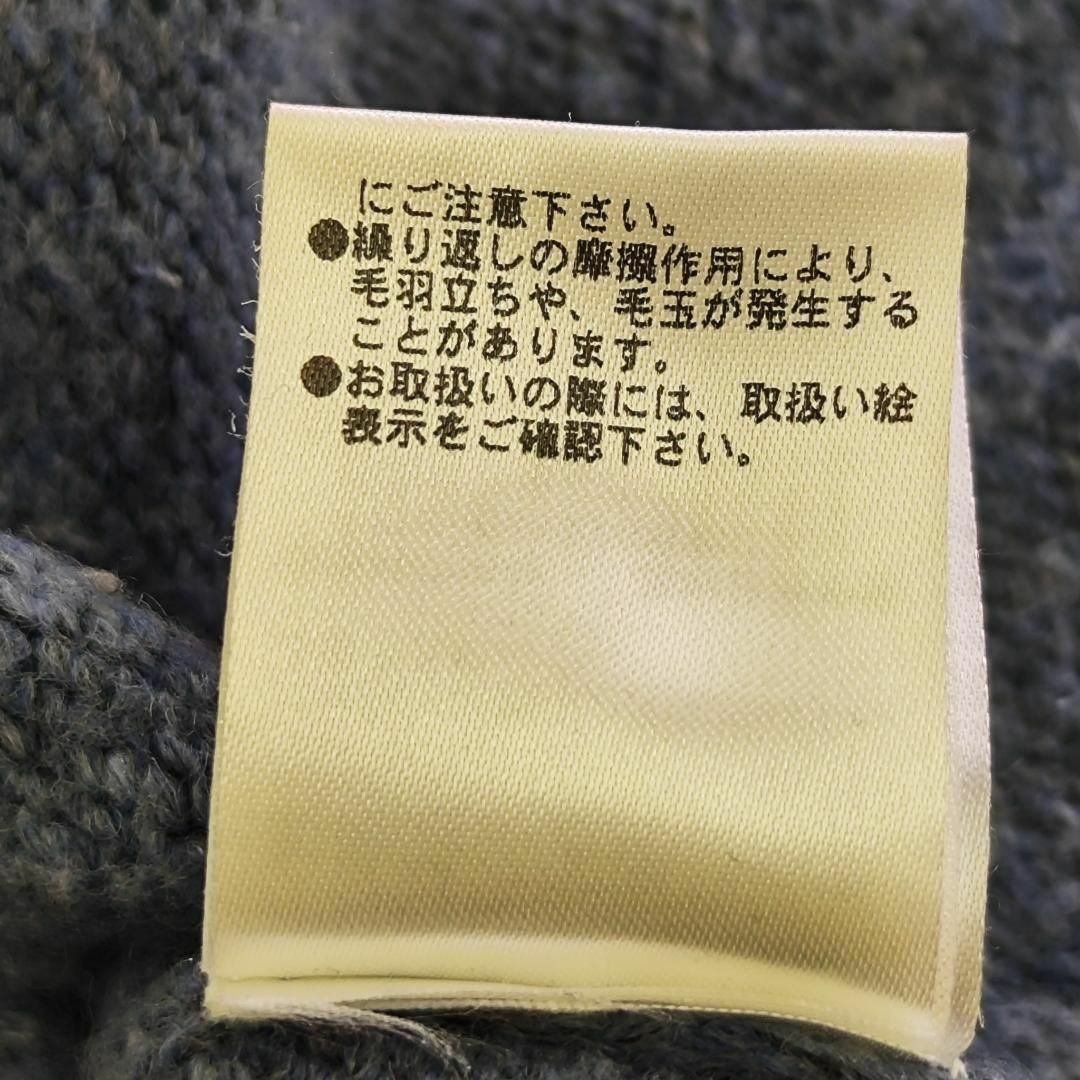 にご注意下さい。
●繰り返しの摩擦作用により、
毛羽立ちや、毛玉が発生する
ことがあります。
●お取扱いの際には、取扱い絵
表示をご確認下さい。